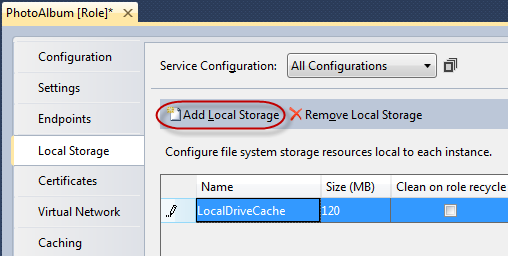 PhotoAlbum [Role]* X
Configuration
Settings
Endpoints
Local Storage
Certificates
Virtual Network
Caching
Service Configuration: All Configurations
Add Local Storage Remove Local Storage
Configure file system storage resources local to each instance.
Name Size (MB) Clean on role recycle
LocalDriveCache 120